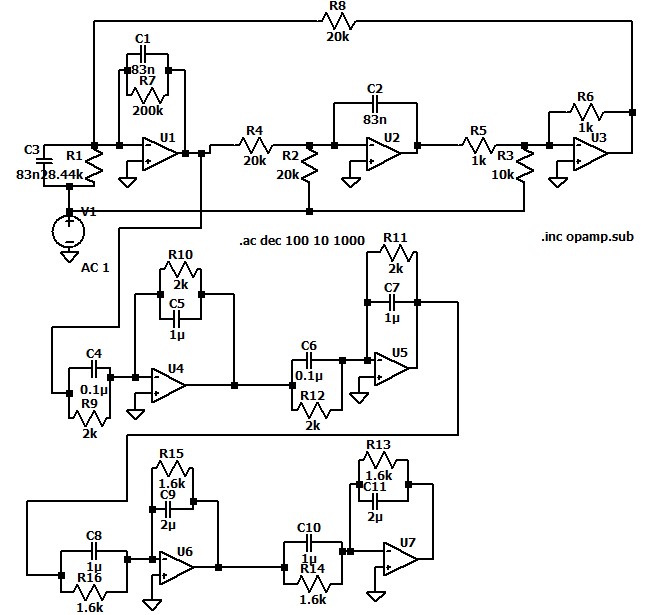 R8
20k
C1
83n
R7
200k
C2
83n
R6
1k
C3
83n
R1
28.44k
U1
R4
20k
R2
20k
U2
R5
1k
R3
10k
U3
V1
AC 1
.ac dec 100 10 1000
.inc opamp.sub
R10
2k
C5
1µ
R11
2k
C7
1µ
C4
0.1µ
R9
2k
U4
C6
0.1µ
R12
2k
U5
R15
1.6k
C9
2µ
R13
1.6k
C11
2µ
C8
1µ
R16
1.6k
U6
C10
1µ
R14
1.6k
U7